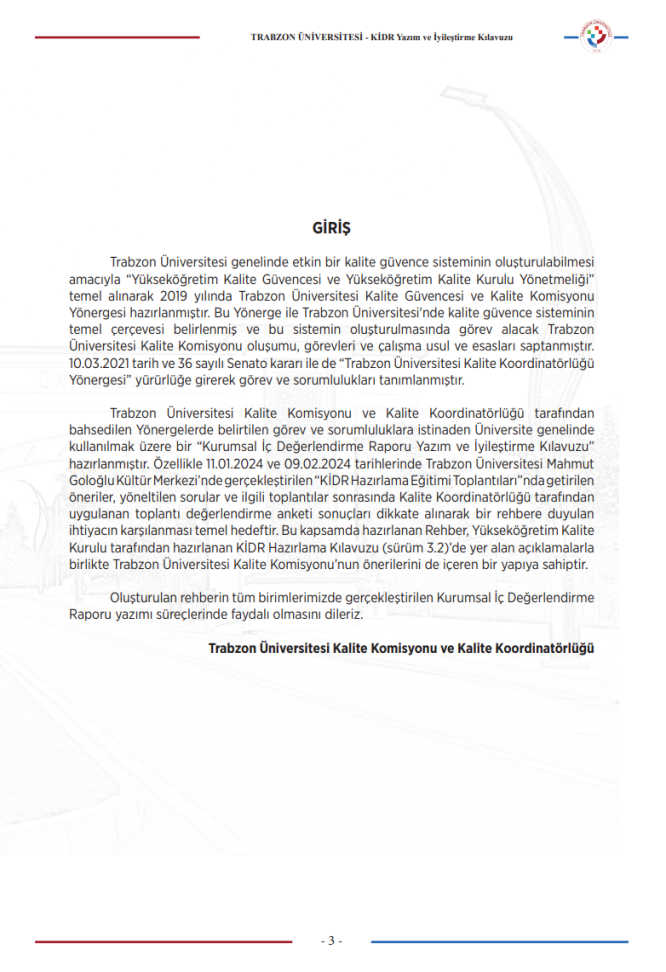 TRABZON ÜNİVERSİTESİ - KİDR Yazım ve İyileştirme Kılavuzu
GİRİŞ
Trabzon Üniversitesi genelinde etkin bir kalite güvence sisteminin oluşturulabilmesi
amacıyla “Yükseköğretim Kalite Güvencesi ve Yükseköğretim Kalite Kurulu Yönetmeliği”
temel alınarak 2019 yılında Trabzon Üniversitesi Kalite Güvencesi ve Kalite Komisyonu
Yönergesi hazırlanmıştır. Bu Yönerge ile Trabzon Üniversitesi'nde kalite güvence sisteminin
temel çerçevesi belirlenmiş ve bu sistemin oluşturulmasında görev alacak Trabzon
Üniversitesi Kalite Komisyonu oluşumu, görevleri ve çalışma usul ve esasları saptanmıştır.
10.03.2021 tarih ve 36 sayılı Senato kararı ile de “Trabzon Üniversitesi Kalite Koordinatörlüğü
Yönergesi” yürürlüğe girerek görev ve sorumlulukları tanımlanmıştır.
Trabzon Üniversitesi Kalite Komisyonu ve Kalite Koordinatörlüğü tarafından
bahsedilen Yönergelerde belirtilen görev ve sorumluluklara istinaden Üniversite genelinde
kullanılmak üzere bir “Kurumsal İç Değerlendirme Raporu Yazım ve İyileştirme Kılavuzu”
hazırlanmıştır. Özellikle 11.01.2024 ve 09.02.2024 tarihlerinde Trabzon Üniversitesi Mahmut
Goloğlu Kültür Merkezi’nde gerçekleştirilen “KİDR Hazırlama Eğitimi Toplantıları”nda getirilen
öneriler, yöneltilen sorular ve ilgili toplantılar sonrasında Kalite Koordinatörlüğü tarafından
uygulanan toplantı değerlendirme anketi sonuçları dikkate alınarak bir rehbere duyulan
ihtiyacın karşılanması temel hedeftir. Bu kapsamda hazırlanan Rehber, Yükseköğretim Kalite
Kurulu tarafından hazırlanan KİDR Hazırlama Kılavuzu (sürüm 3.2)’de yer alan açıklamalarla
birlikte Trabzon Üniversitesi Kalite Komisyonu’nun önerilerini de içeren bir yapıya sahiptir.
Oluşturulan rehberin tüm birimlerimizde gerçekleştirilen Kurumsal İç Değerlendirme
Raporu yazımı süreçlerinde faydalı olmasını dileriz.
Trabzon Üniversitesi Kalite Komisyonu ve Kalite Koordinatörlüğü
- 3 -